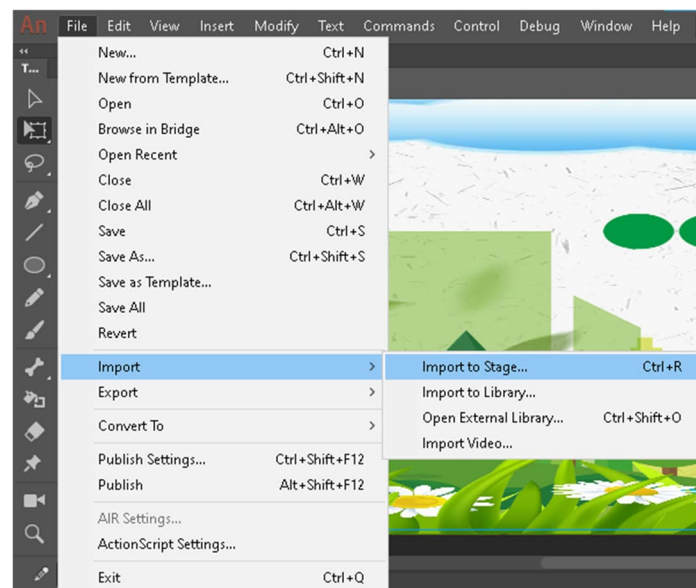 An File Edit View Insert Modify Text Commands Control Debug Window Help
T...
New... Ctrl+N
New from Template... Ctrl+Shift+N
Open Ctrl+O
Browse in Bridge Ctrl+Alt+O
Open Recent
Close Ctrl+W
Close All Ctrl+Alt+W
Save Ctrl+S
Save As... Ctrl+Shift+S
Save as Template...
Save All
Revert
Import
Import to Stage... Ctrl+R
Export
Import to Library...
Open External Library... Ctrl+Shift+O
Convert To
Import Video...
Publish Settings... Ctrl+Shift+F12
Publish Alt+Shift+F12
AIR Settings...
ActionScript Settings...
Exit Ctrl+Q